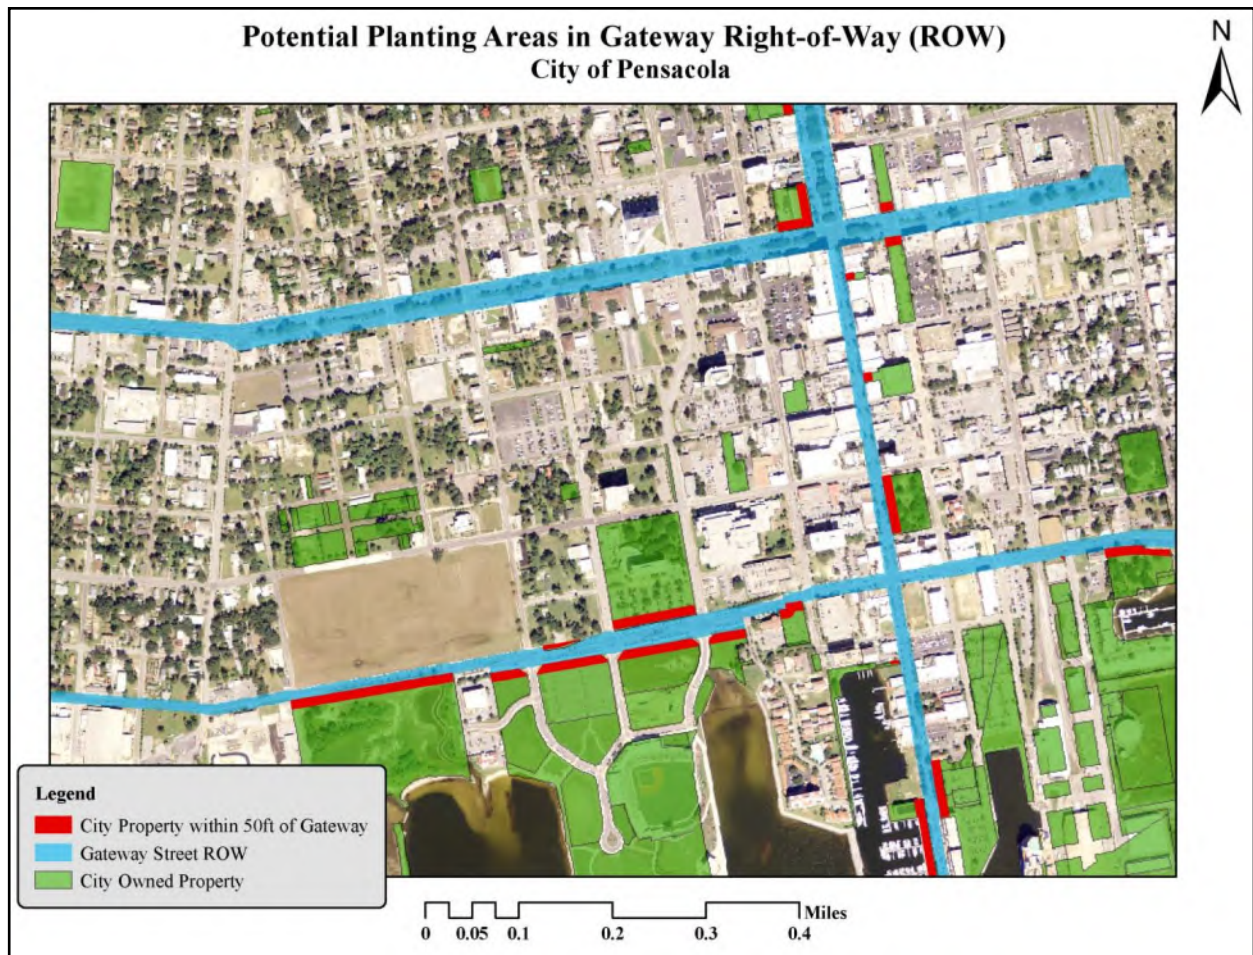 Potential Planting Areas in Gateway Right-of-Way (ROW)
City of Pensacola
N
Legend
City Property within 50ft of Gateway
Gateway Street ROW
City Owned Property
Miles
0 0.05 0.1 0.2 0.3 0.4